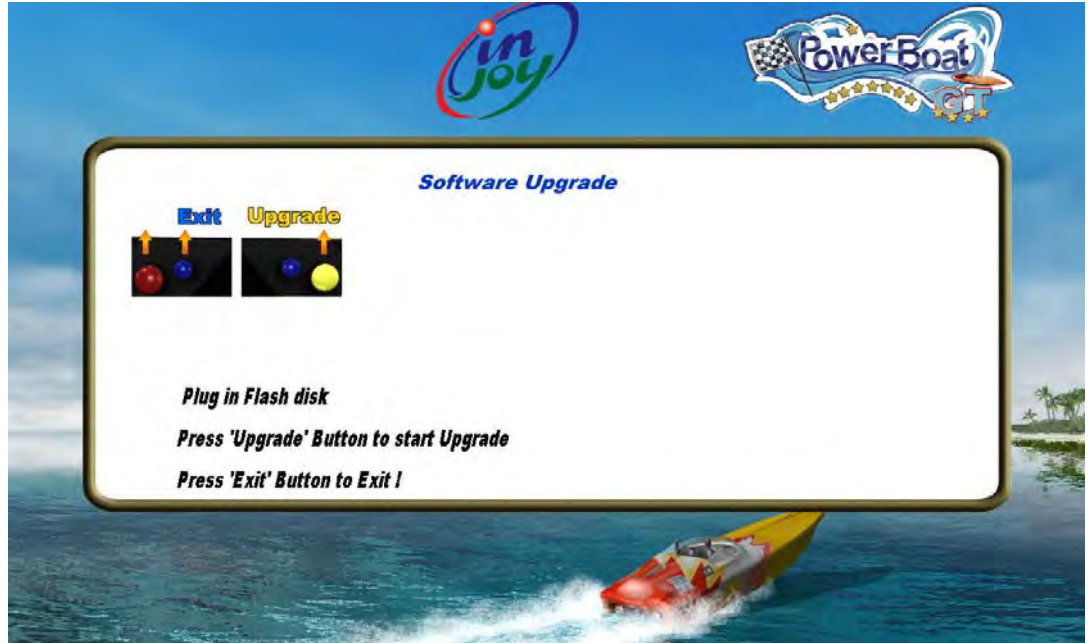 in
joy
PowerBoat
GT
Software Upgrade
Exit Upgrade
Plug in Flash disk
Press 'Upgrade' Button to start Upgrade
Press 'Exit' Button to Exit !